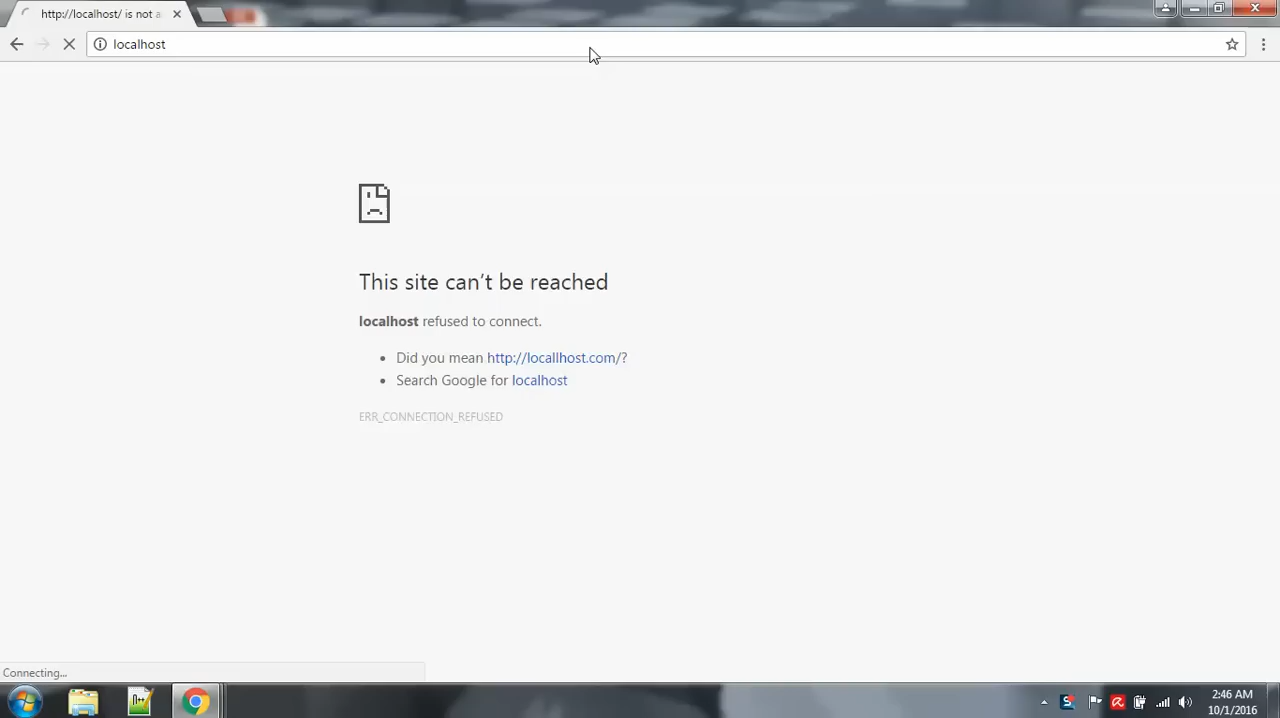 http://localhost/ is not a
localhost
This site can't be reached
localhost refused to connect.
Did you mean http://locallhost.com/?
Search Google for localhost
ERR_CONNECTION_REFUSED
Connecting...
2:46 AM
10/1/2016